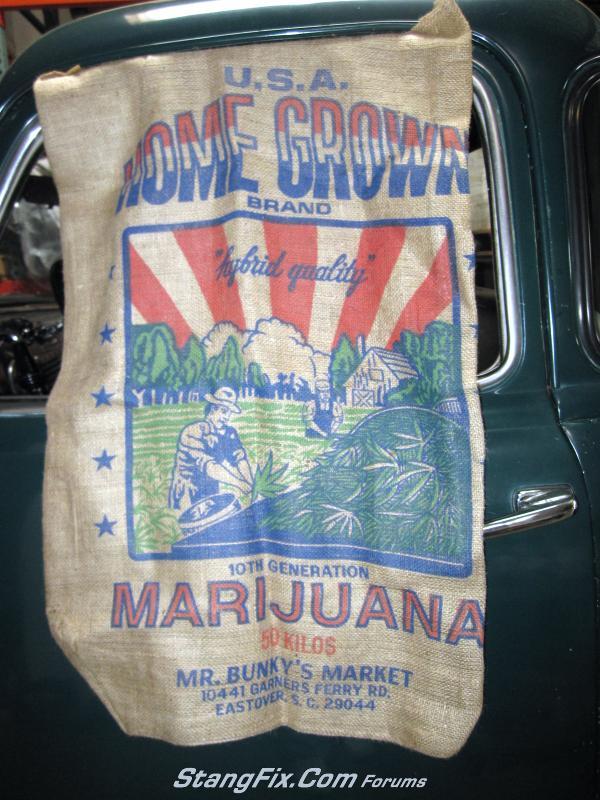 U.S.A.
HOME GROWN
BRAND
"hybrid quality"
10TH GENERATION
MARIJUANA
50 KILOS
MR. BUNKY'S MARKET
10441 GARNERS FERRY RD.
EASTOVER, S.C. 29044
StangFix.Com Forums